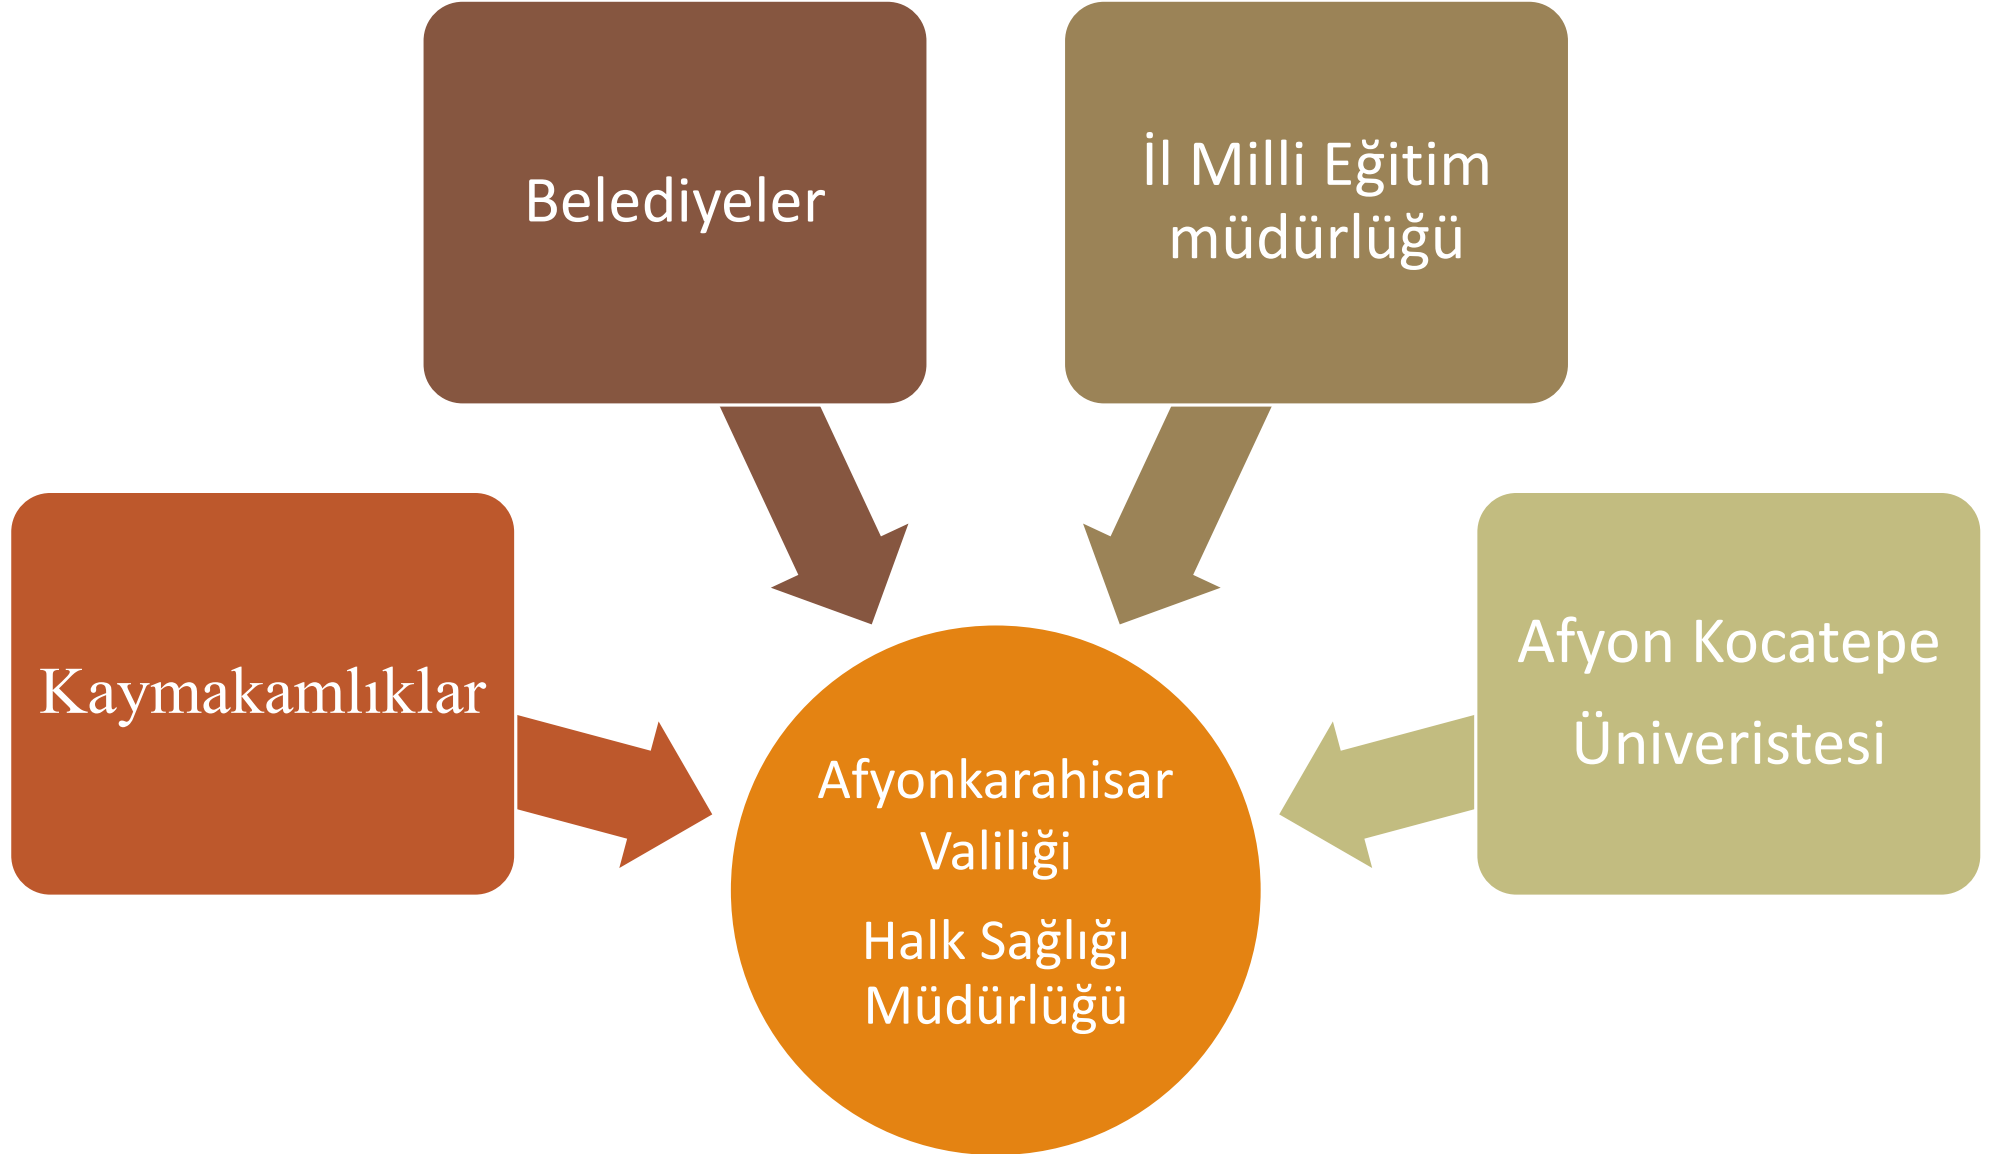 Belediyeler
İl Milli Eğitim
müdürlüğü
Kaymakamlıklar
Afyon Kocatepe
Üniveristesi
Afyonkarahisar
Valiliği
Halk Sağlığı
Müdürlüğü